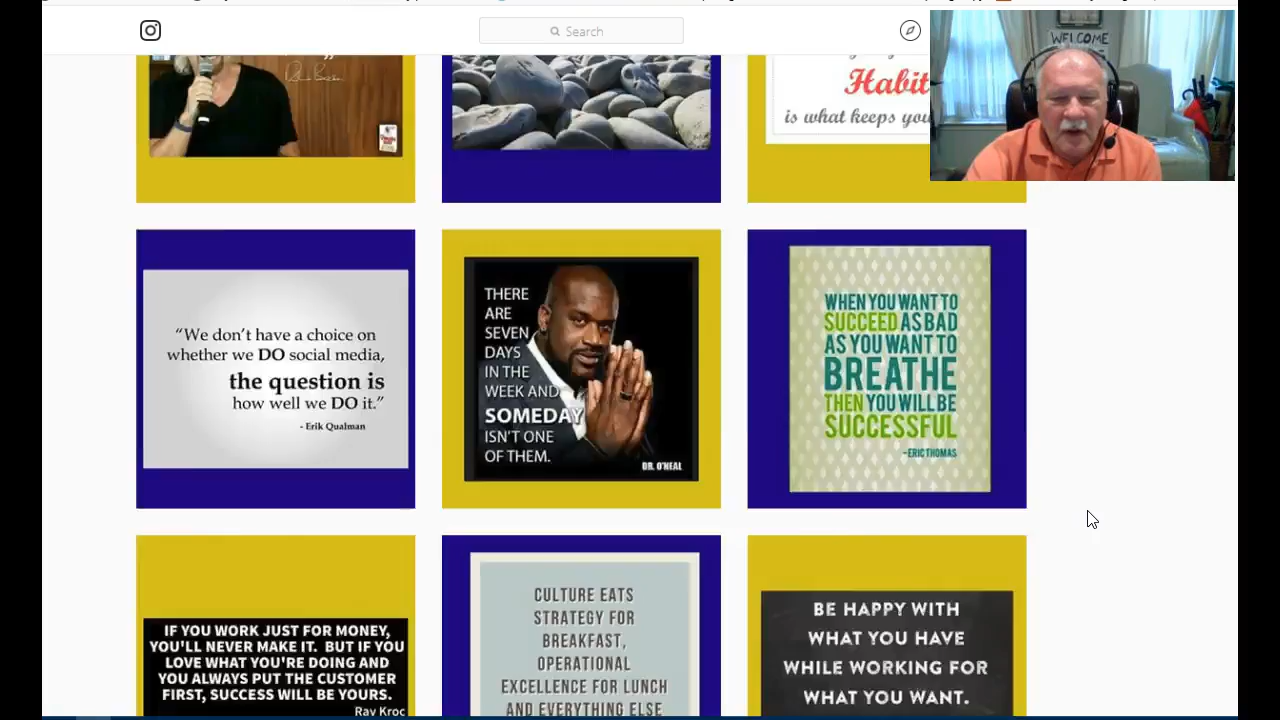 Search
WELCOME
Habit
is what keeps you
"We don't have a choice on
whether we DO social media,
the question is
how well we DO it."
- Erik Qualman
THERE
ARE
SEVEN
DAYS
IN THE
WEEK AND
SOMEDAY
ISN'T ONE
OF THEM.
DR. O'NEAL
WHEN YOU WANT TO
SUCCEED AS BAD
AS YOU WANT TO
BREATHE
THEN YOU WILL BE
SUCCESSFUL
~ERIC THOMAS
IF YOU WORK JUST FOR MONEY,
YOU'LL NEVER MAKE IT. BUT IF YOU
LOVE WHAT YOU'RE DOING AND
YOU ALWAYS PUT THE CUSTOMER
FIRST, SUCCESS WILL BE YOURS.
Ray Kroc
CULTURE EATS
STRATEGY FOR
BREAKFAST,
OPERATIONAL
EXCELLENCE FOR LUNCH
AND EVERYTHING ELSE
BE HAPPY WITH
WHAT YOU HAVE
WHILE WORKING FOR
WHAT YOU WANT.